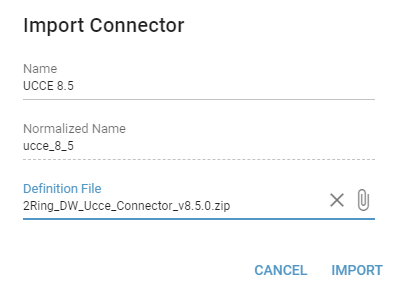 Import Connector
Name
UCCE 8.5
Normalized Name
ucce_8_5
Definition File
2Ring_DW_Ucce_Connector_v8.5.0.zip
CANCEL IMPORT